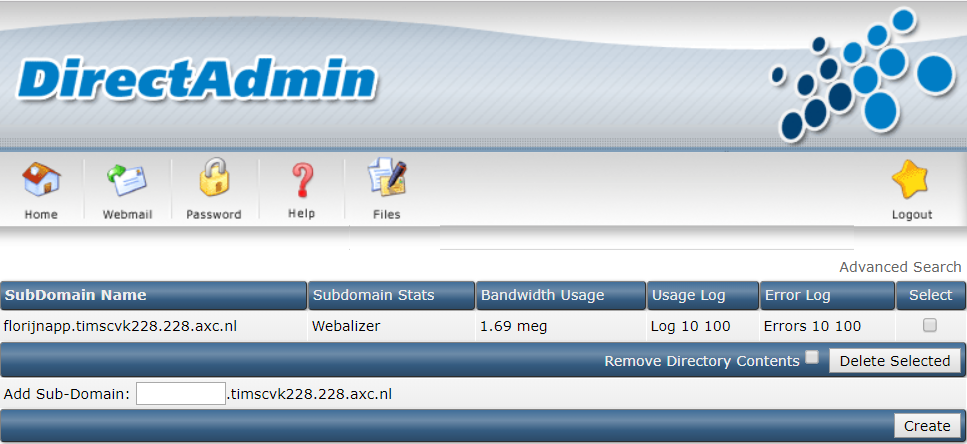 DirectAdmin
Home Webmail Password Help Files Logout
Advanced Search
SubDomain Name Subdomain Stats Bandwidth Usage Usage Log Error Log Select
florijnapp.timscvk228.228.axc.nl Webalizer 1.69 meg Log 10 100 Errors 10 100
Remove Directory Contents Delete Selected
Add Sub-Domain: .timscvk228.228.axc.nl
Create